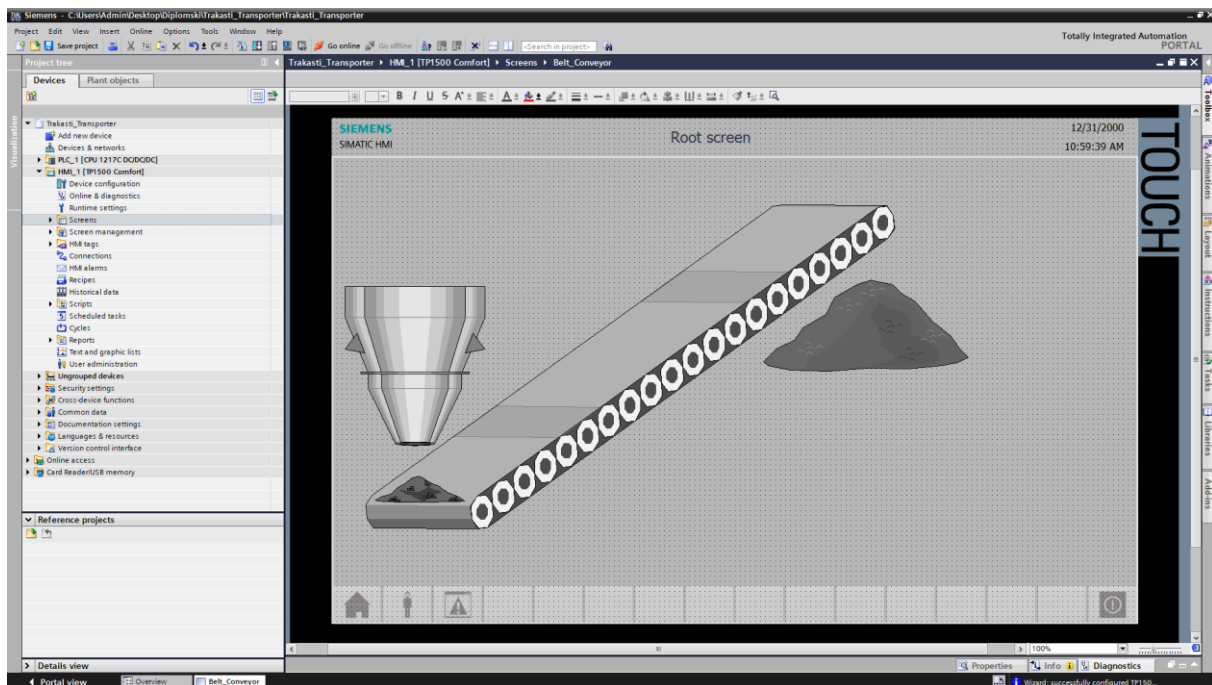 Siemens - C:\Users\Admin\Desktop\Diplomski\Trakasti_Transporter\Trakasti_Transporter
Project Edit View Insert Online Options Tools Window Help
Totally Integrated Automation
PORTAL
Save project
Go online
Go offline
<Search in project>
Project tree
Trakasti_Transporter ▸ HMI_1 [TP1500 Comfort] ▸ Screens ▸ Belt_Conveyor
Devices
Plant objects
B I U S A
Visualization
Trakasti_Transporter
Add new device
Devices & networks
PLC_1 [CPU 1217C DC/DC/DC]
HMI_1 [TP1500 Comfort]
Device configuration
Online & diagnostics
Runtime settings
Screens
Screen management
HMI tags
Connections
HMI alarms
Recipes
Historical data
Scripts
Scheduled tasks
Cycles
Reports
Text and graphic lists
User administration
Ungrouped devices
Security settings
Cross-device functions
Common data
Documentation settings
Languages & resources
Version control interface
Online access
Card Reader/USB memory
Reference projects
Details view
SIEMENS
SIMATIC HMI
Root screen
12/31/2000
10:59:39 AM
TOUCH
Toolbox
Animations
Layout
Instructions
Tasks
Libraries
Add-ins
100%
Properties
Info
Diagnostics
Portal view
Overview
Belt_Conveyor
Wizard: successfully configured TP150...